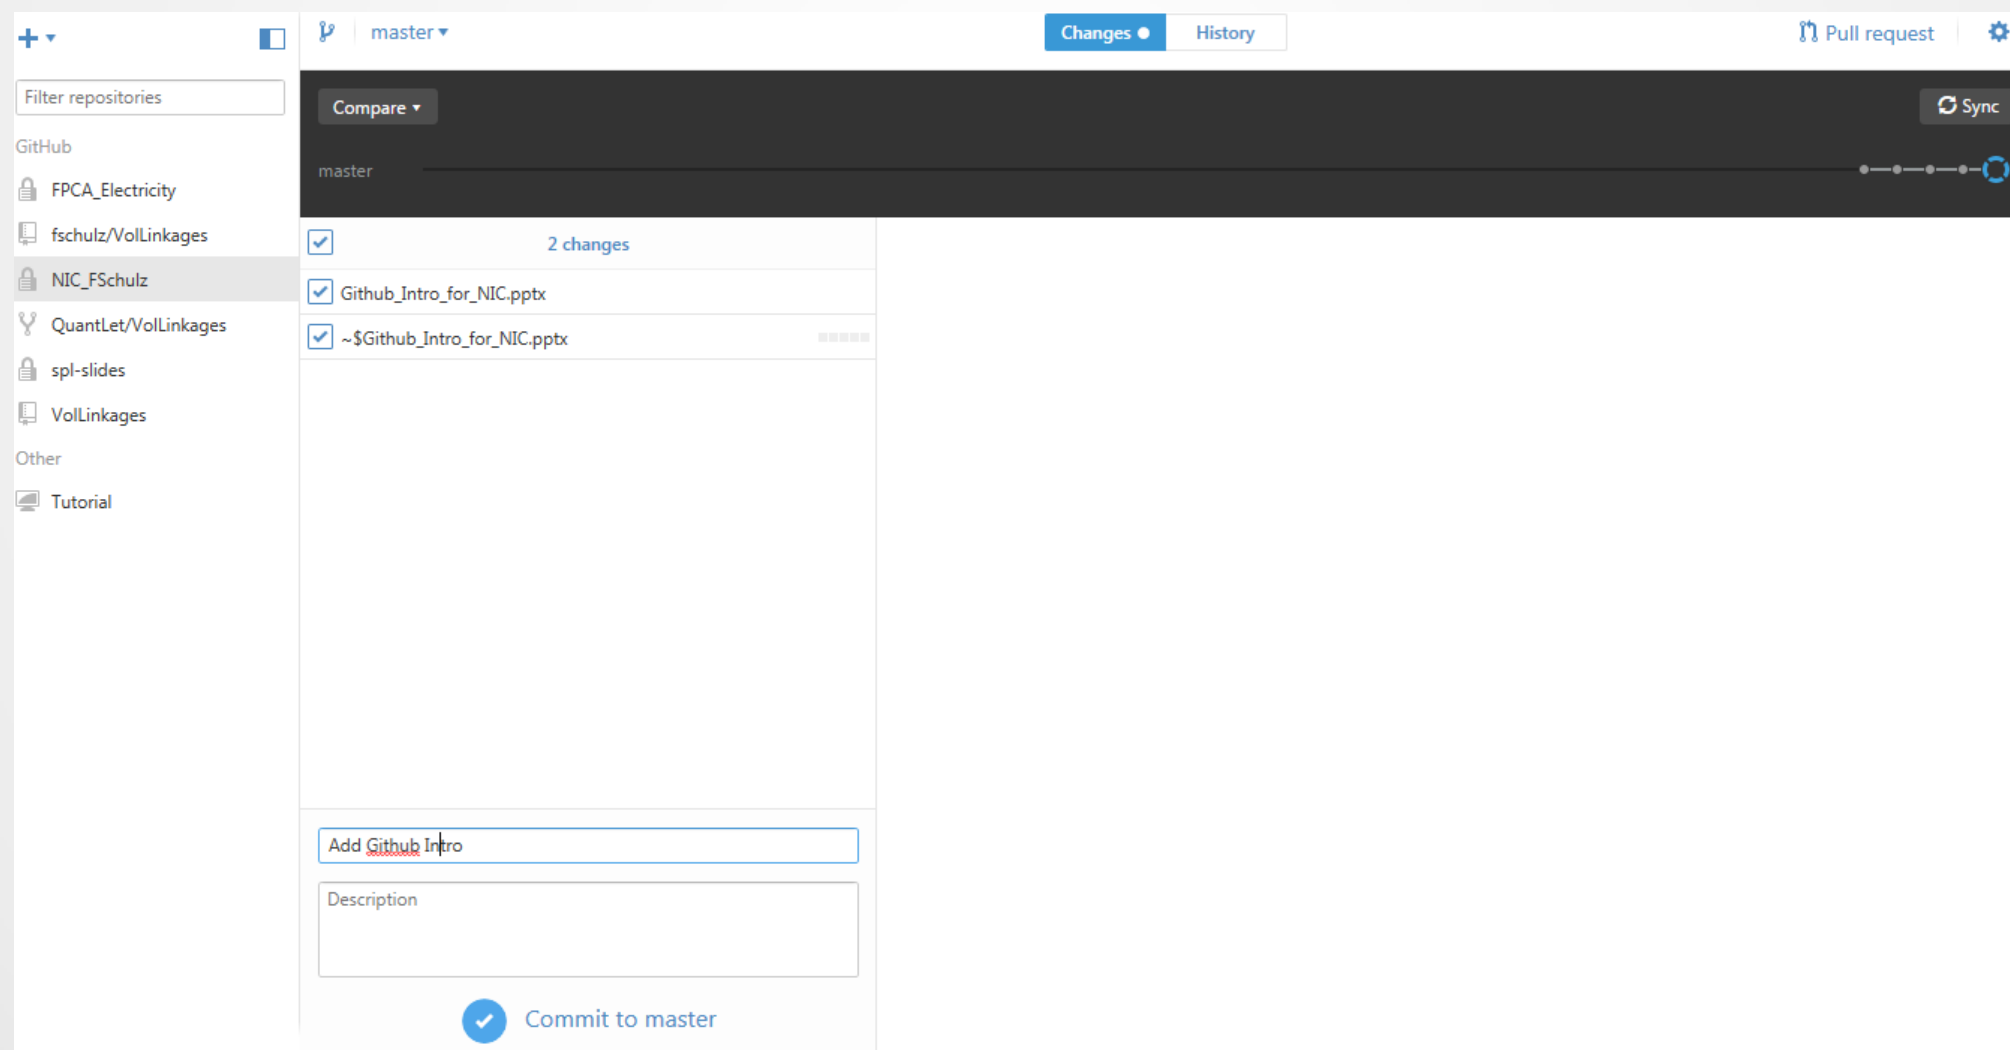 master
Changes
History
Pull request
Filter repositories
Compare
Sync
GitHub
master
FPCA_Electricity
fschulz/VolLinkages
NIC_FSchulz
QuantLet/VolLinkages
spl-slides
VolLinkages
Other
Tutorial
2 changes
Github_Intro_for_NIC.pptx
~$Github_Intro_for_NIC.pptx
Add Github Intro
Description
Commit to master